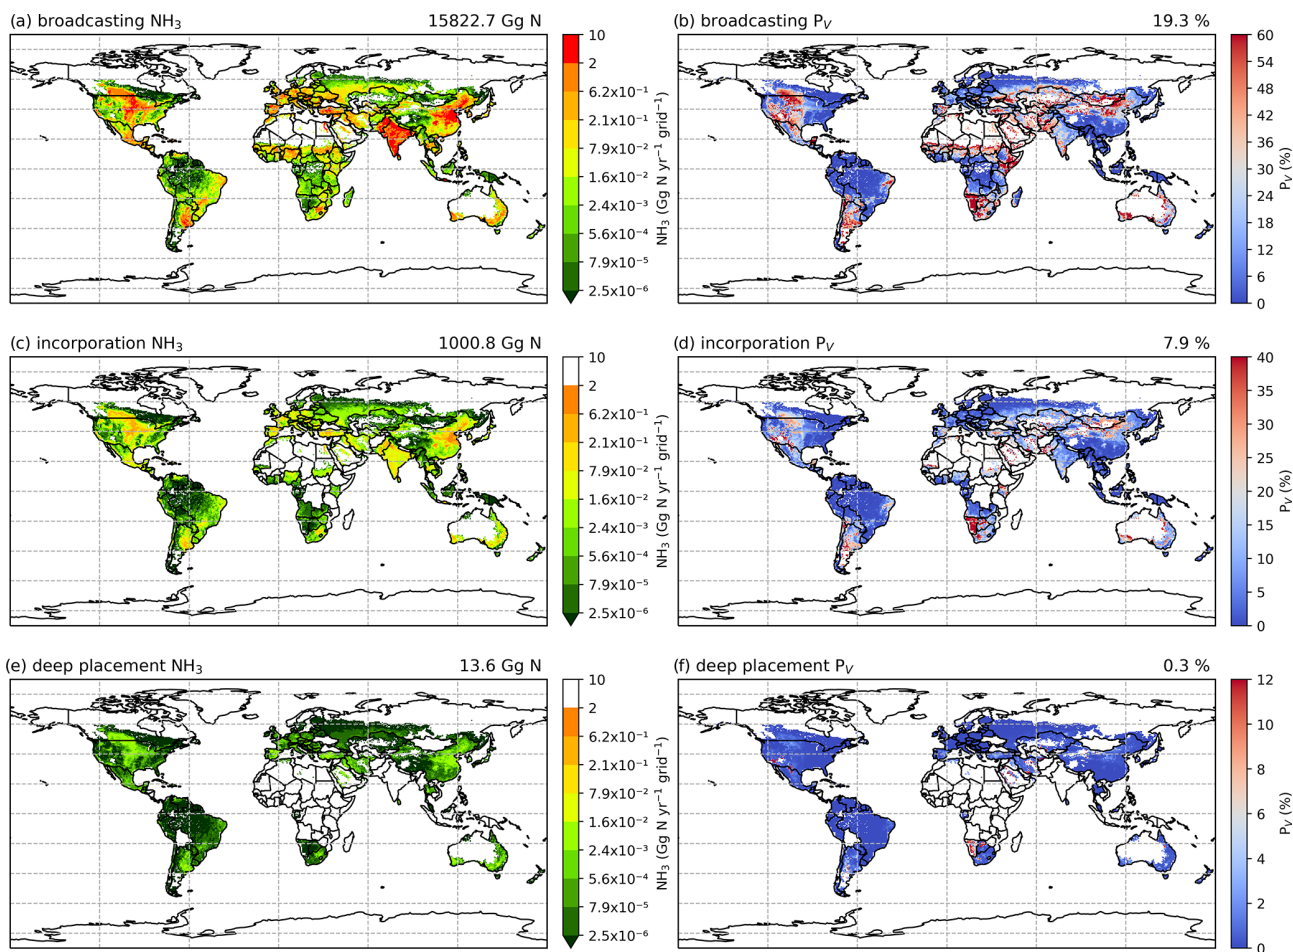 (a) broadcasting NH₃ 15822.7 Gg N
10
2
6.2x10⁻¹
2.1x10⁻¹
7.9x10⁻²
1.6x10⁻²
2.4x10⁻³
5.6x10⁻⁴
7.9x10⁻⁵
2.5x10⁻⁶
NH₃ (Gg N yr⁻¹ grid⁻¹)
(b) broadcasting P_V 19.3 %
60
54
48
42
36
30
24
18
12
6
0
P_V (%)
(c) incorporation NH₃ 1000.8 Gg N
10
2
6.2x10⁻¹
2.1x10⁻¹
7.9x10⁻²
1.6x10⁻²
2.4x10⁻³
5.6x10⁻⁴
7.9x10⁻⁵
2.5x10⁻⁶
NH₃ (Gg N yr⁻¹ grid⁻¹)
(d) incorporation P_V 7.9 %
40
35
30
25
20
15
10
5
0
P_V (%)
(e) deep placement NH₃ 13.6 Gg N
10
2
6.2x10⁻¹
2.1x10⁻¹
7.9x10⁻²
1.6x10⁻²
2.4x10⁻³
5.6x10⁻⁴
7.9x10⁻⁵
2.5x10⁻⁶
NH₃ (Gg N yr⁻¹ grid⁻¹)
(f) deep placement P_V 0.3 %
12
10
8
6
4
2
0
P_V (%)